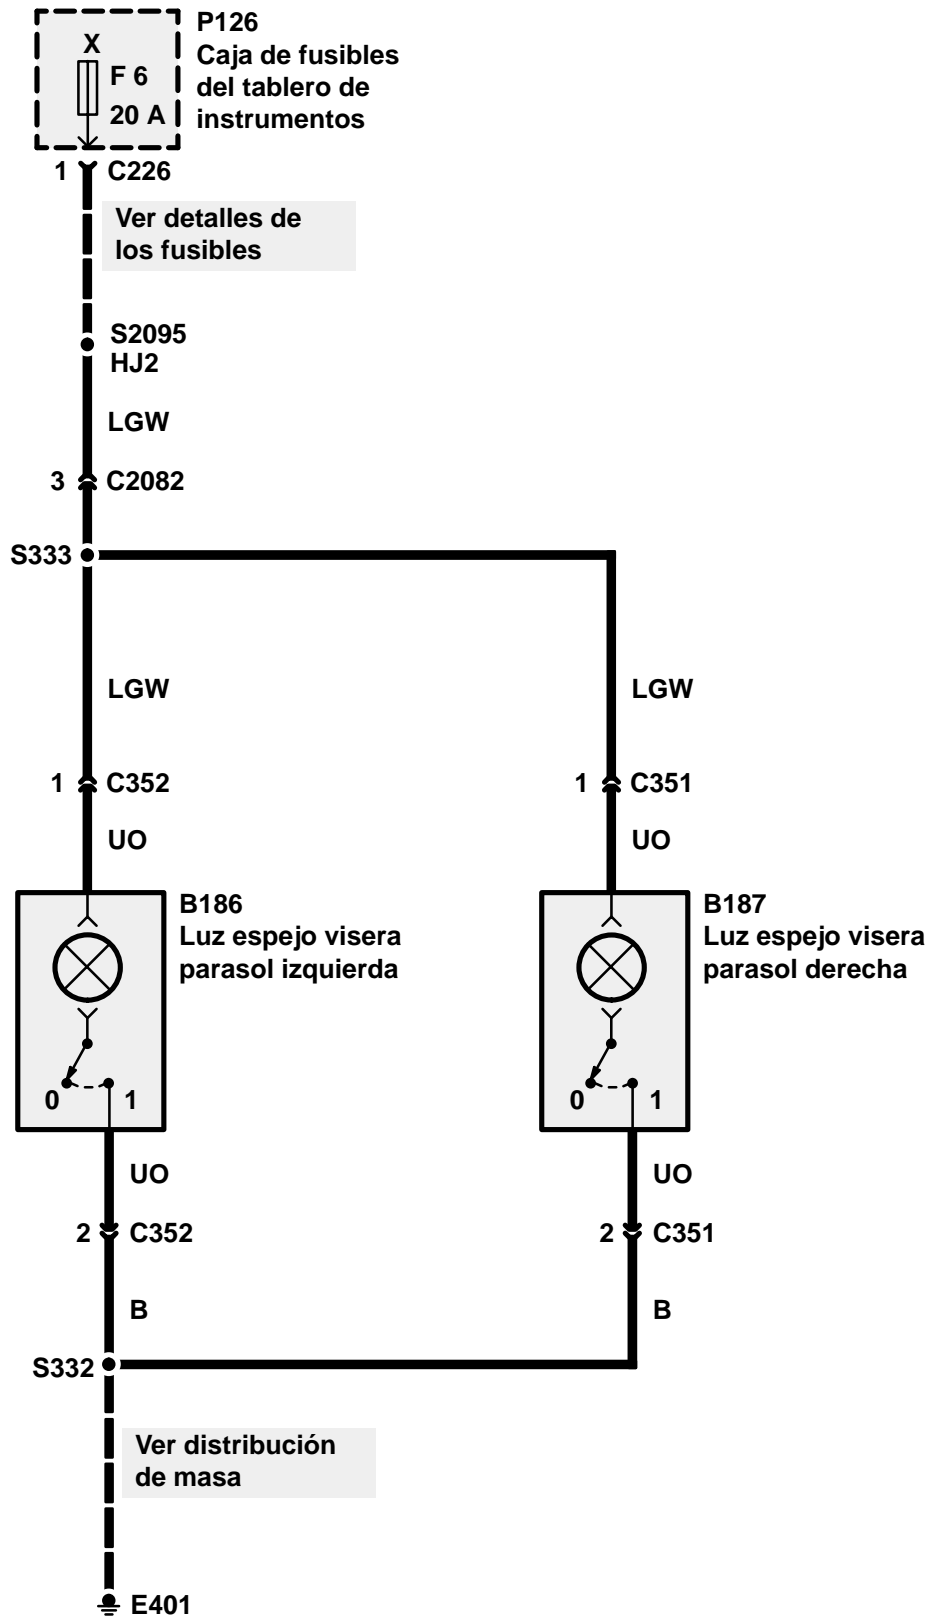 P126
Caja de fusibles
del tablero de
instrumentos
X
F 6
20 A
1 C226
Ver detalles de
los fusibles
S2095
HJ2
LGW
3 C2082
S333
LGW LGW
1 C352 1 C351
UO UO
B186
Luz espejo visera
parasol izquierda
B187
Luz espejo visera
parasol derecha
0 1 0 1
UO UO
2 C352 2 C351
B B
S332
Ver distribución
de masa
E401